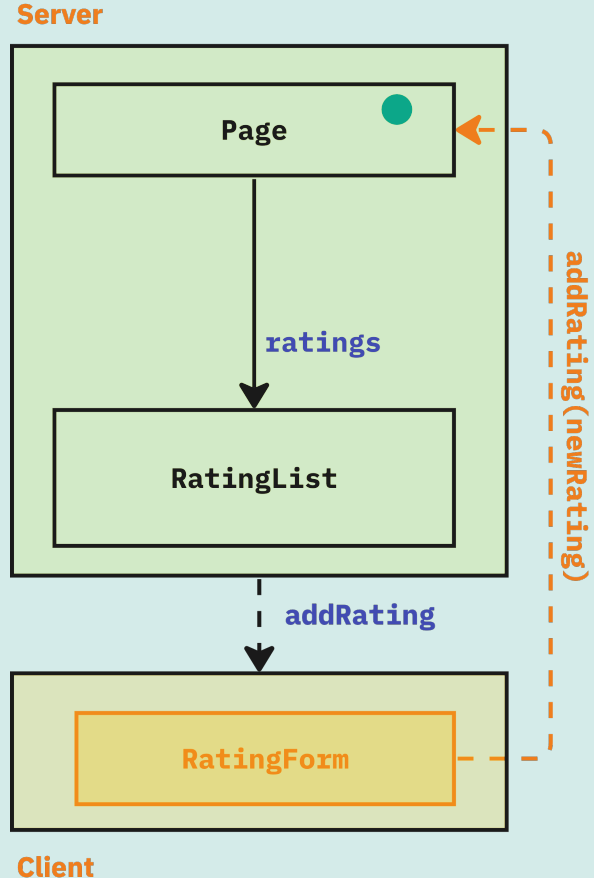 Server
Page
ratings
RatingList
addRating(newRating)
addRating
RatingForm
Client